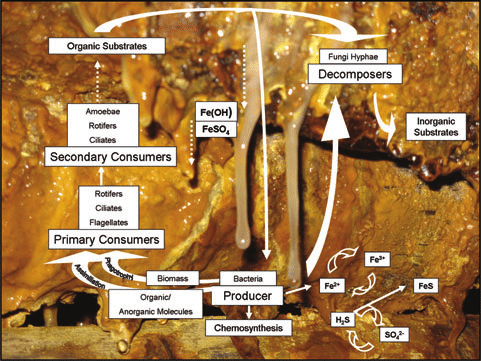 Organic Substrates
Fungi Hyphae
Decomposers
Amoebae
Rotifers
Ciliates
Secondary Consumers
Fe(OH)
FeSO4
Inorganic
Substrates
Rotifers
Ciliates
Flagellates
Primary Consumers
Assimilation
Phagotroph
Biomass
Bacteria
Organic/
Anorganic Molecules
Producer
Chemosynthesis
Fe³⁺
Fe²⁺
FeS
H₂S
SO₄²⁻